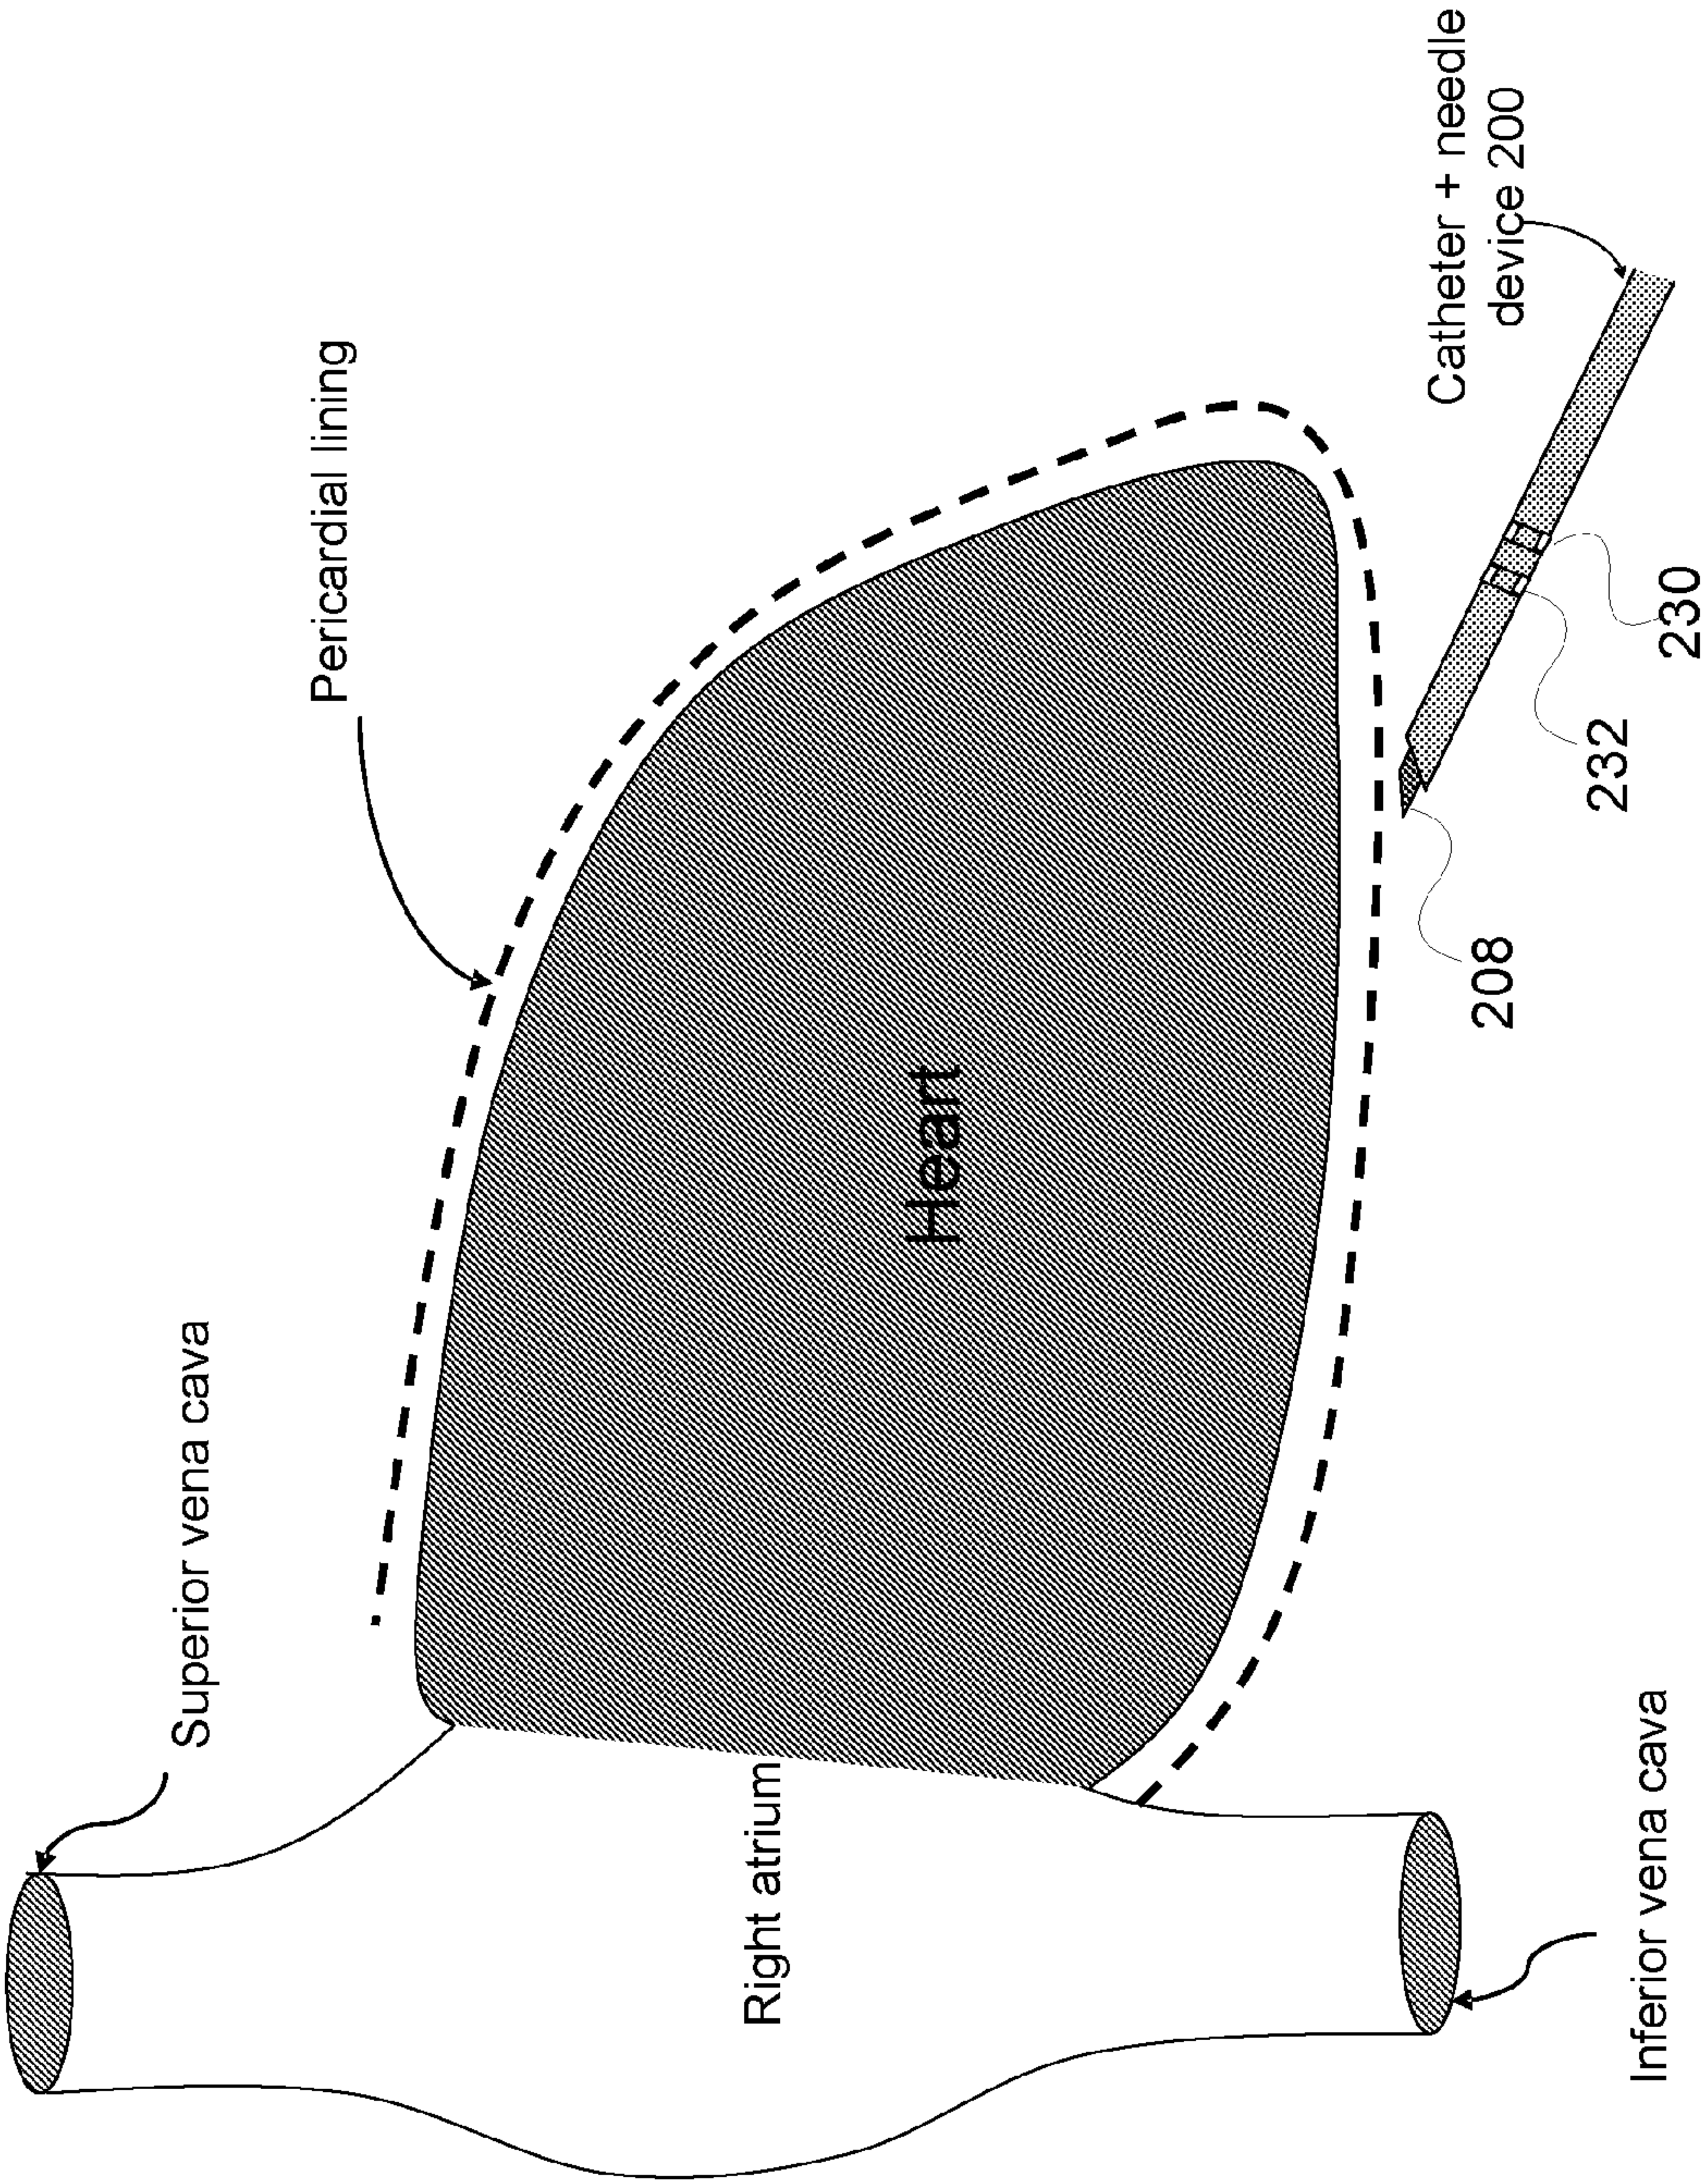 Superior vena cava
Pericardial lining
Right atrium
Heart
Catheter + needle
device 200
208
232
230
Inferior vena cava